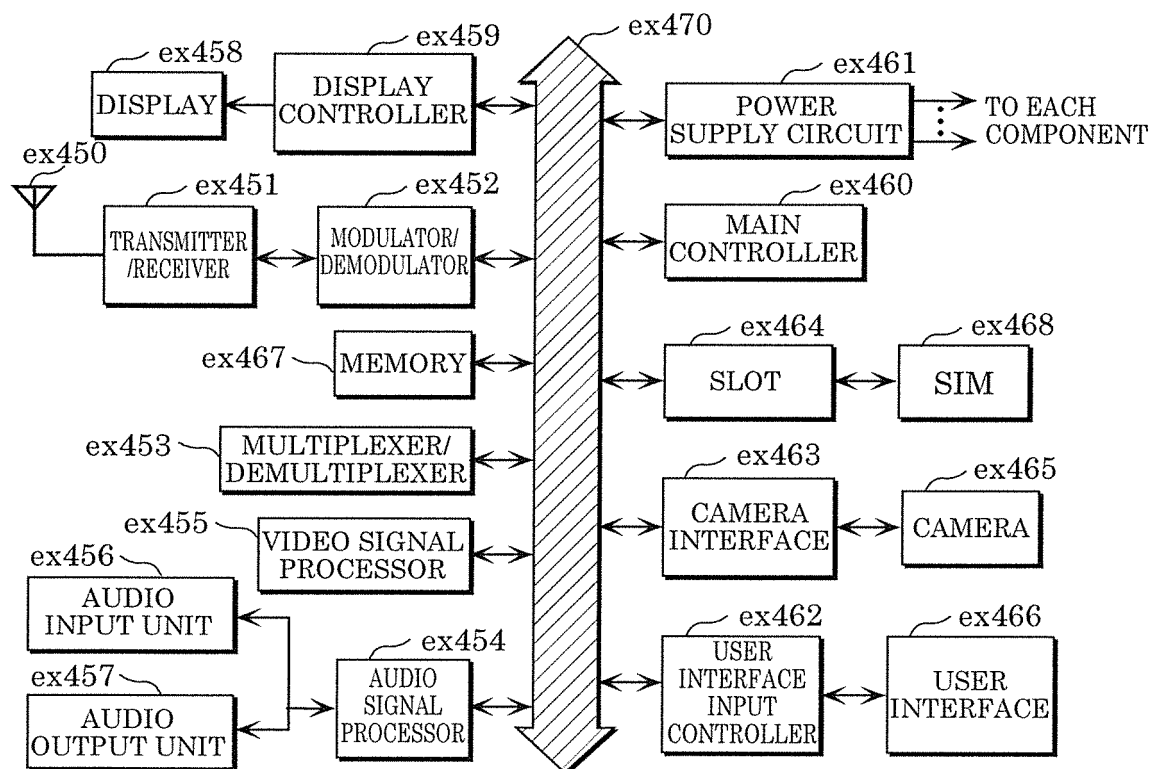 ex470
ex459
ex458
DISPLAY
DISPLAY
CONTROLLER
ex461
POWER
SUPPLY CIRCUIT
TO EACH
COMPONENT
ex450
ex451
TRANSMITTER
/RECEIVER
ex452
MODULATOR/
DEMODULATOR
ex460
MAIN
CONTROLLER
ex467
MEMORY
ex464
SLOT
ex468
SIM
ex453
MULTIPLEXER/
DEMULTIPLEXER
ex463
CAMERA
INTERFACE
ex465
CAMERA
ex455
VIDEO SIGNAL
PROCESSOR
ex456
AUDIO
INPUT UNIT
ex457
AUDIO
OUTPUT UNIT
ex454
AUDIO
SIGNAL
PROCESSOR
ex462
USER
INTERFACE
INPUT
CONTROLLER
ex466
USER
INTERFACE